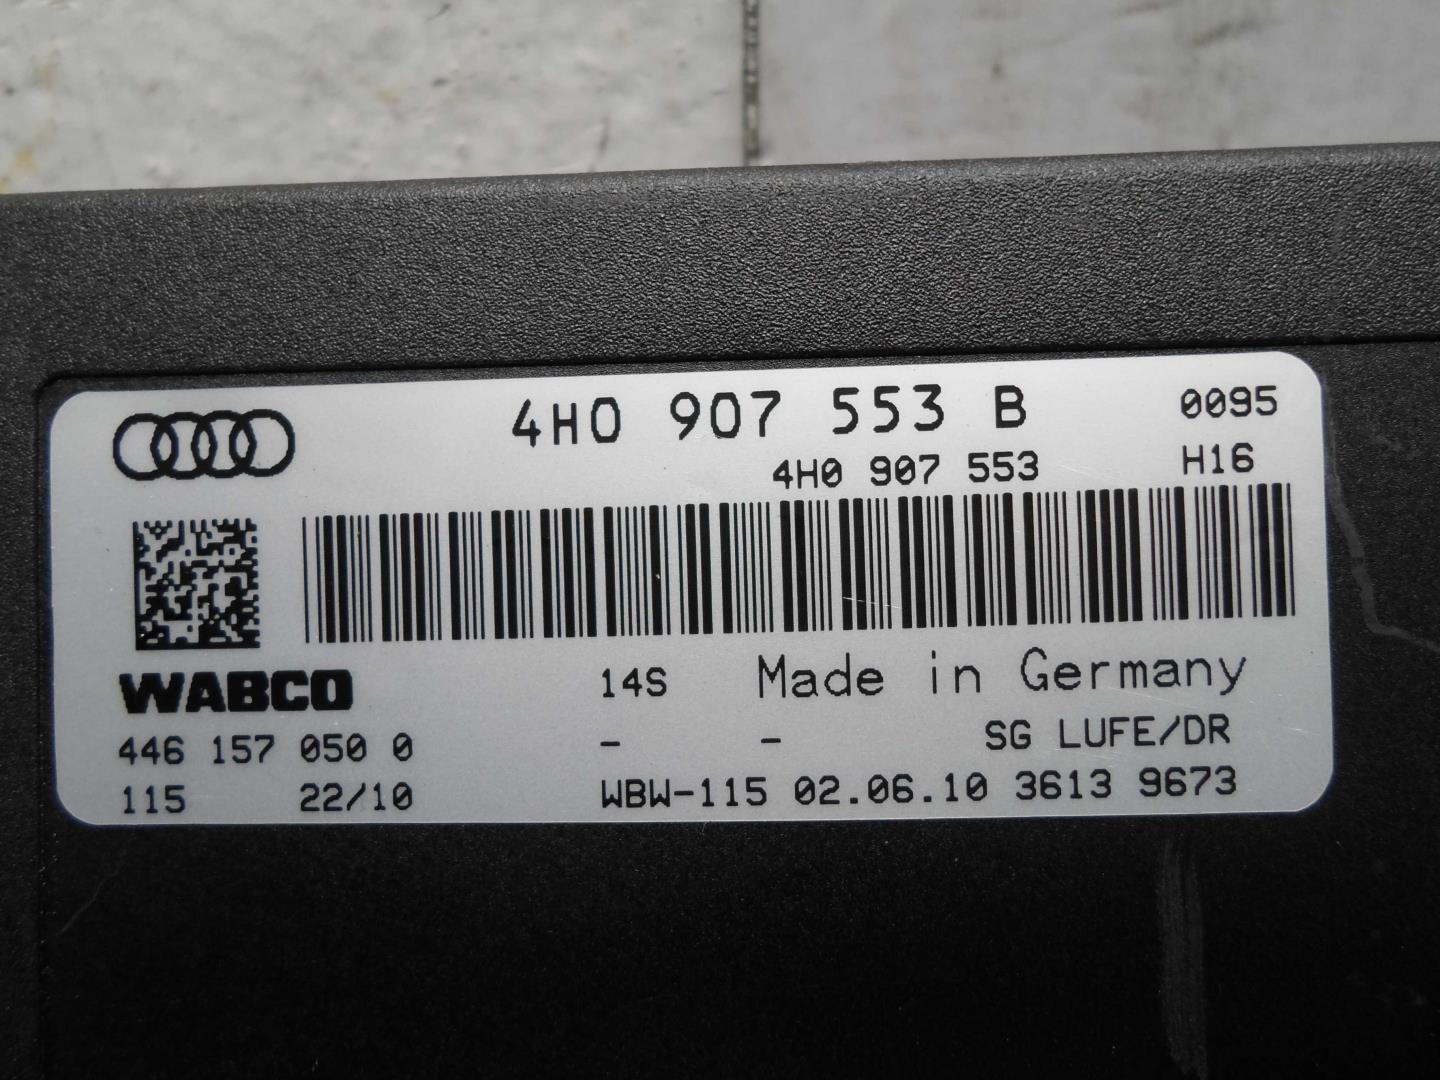 4H0 907 553 B 0095
4H0 907 553 H16
WABCO 14S Made in Germany
446 157 050 0 - - SG LUFE/DR
115 22/10 WBW-115 02.06.10 3613 9673